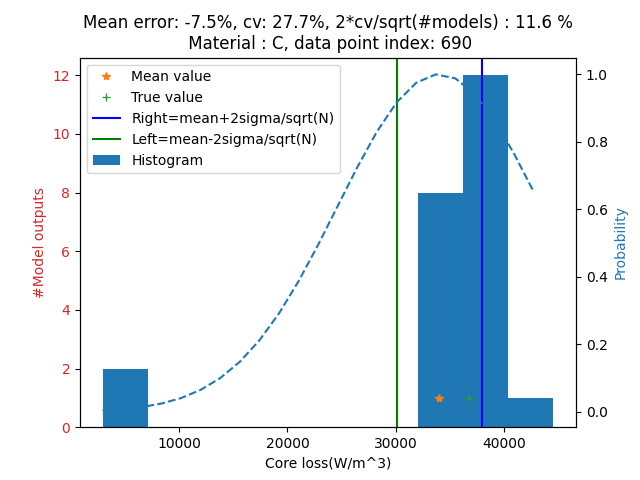 Mean error: -7.5%, cv: 27.7%, 2*cv/sqrt(#models) : 11.6 %
Material : C, data point index: 690
Mean value
True value
Right=mean+2sigma/sqrt(N)
Left=mean-2sigma/sqrt(N)
Histogram
12
10
8
6
4
2
0
#Model outputs
1.0
0.8
0.6
0.4
0.2
0.0
Probability
10000 20000 30000 40000
Core loss(W/m^3)